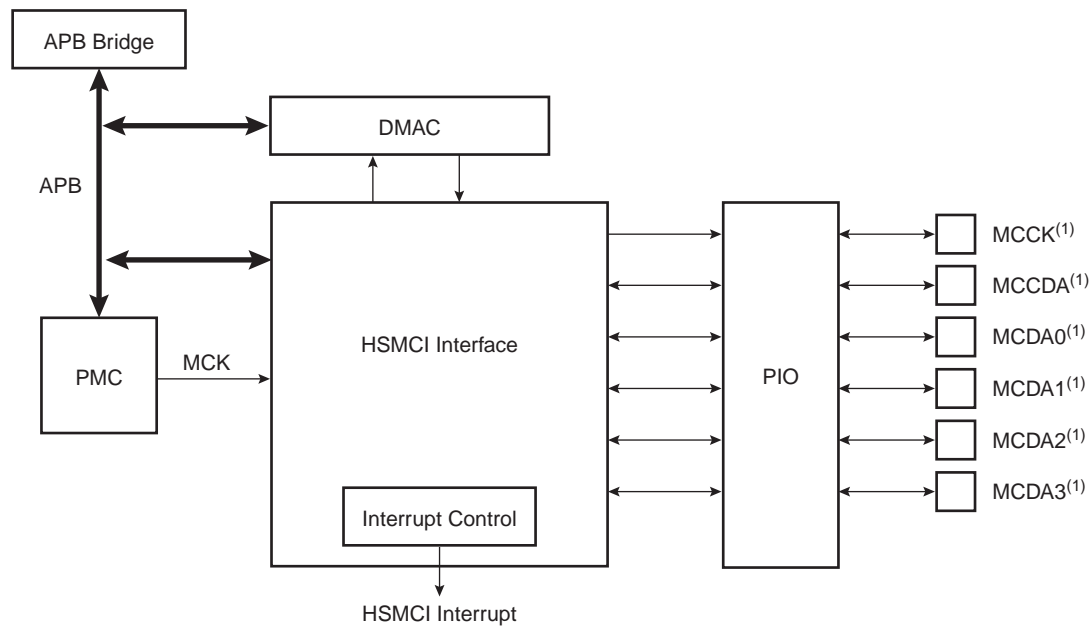 APB Bridge
DMAC
APB
MCCK(1)
MCCDA(1)
HSMCI Interface
MCDA0(1)
MCK
PMC
PIO
MCDA1(1)
MCDA2(1)
MCDA3(1)
Interrupt Control
HSMCI Interrupt